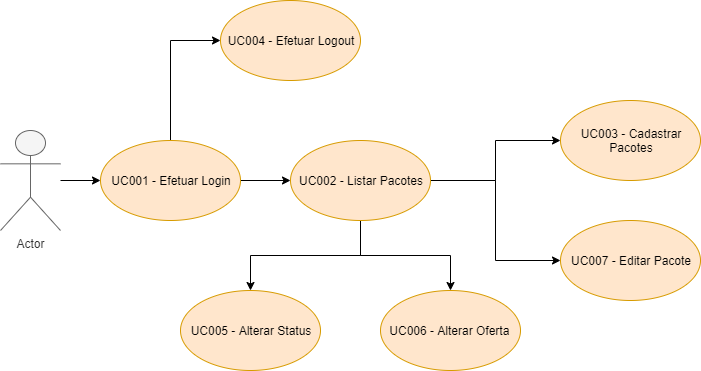 UC004 - Efetuar Logout
UC003 - Cadastrar
Pacotes
UC001 - Efetuar Login
UC002 - Listar Pacotes
Actor
UC007 - Editar Pacote
UC005 - Alterar Status
UC006 - Alterar Oferta